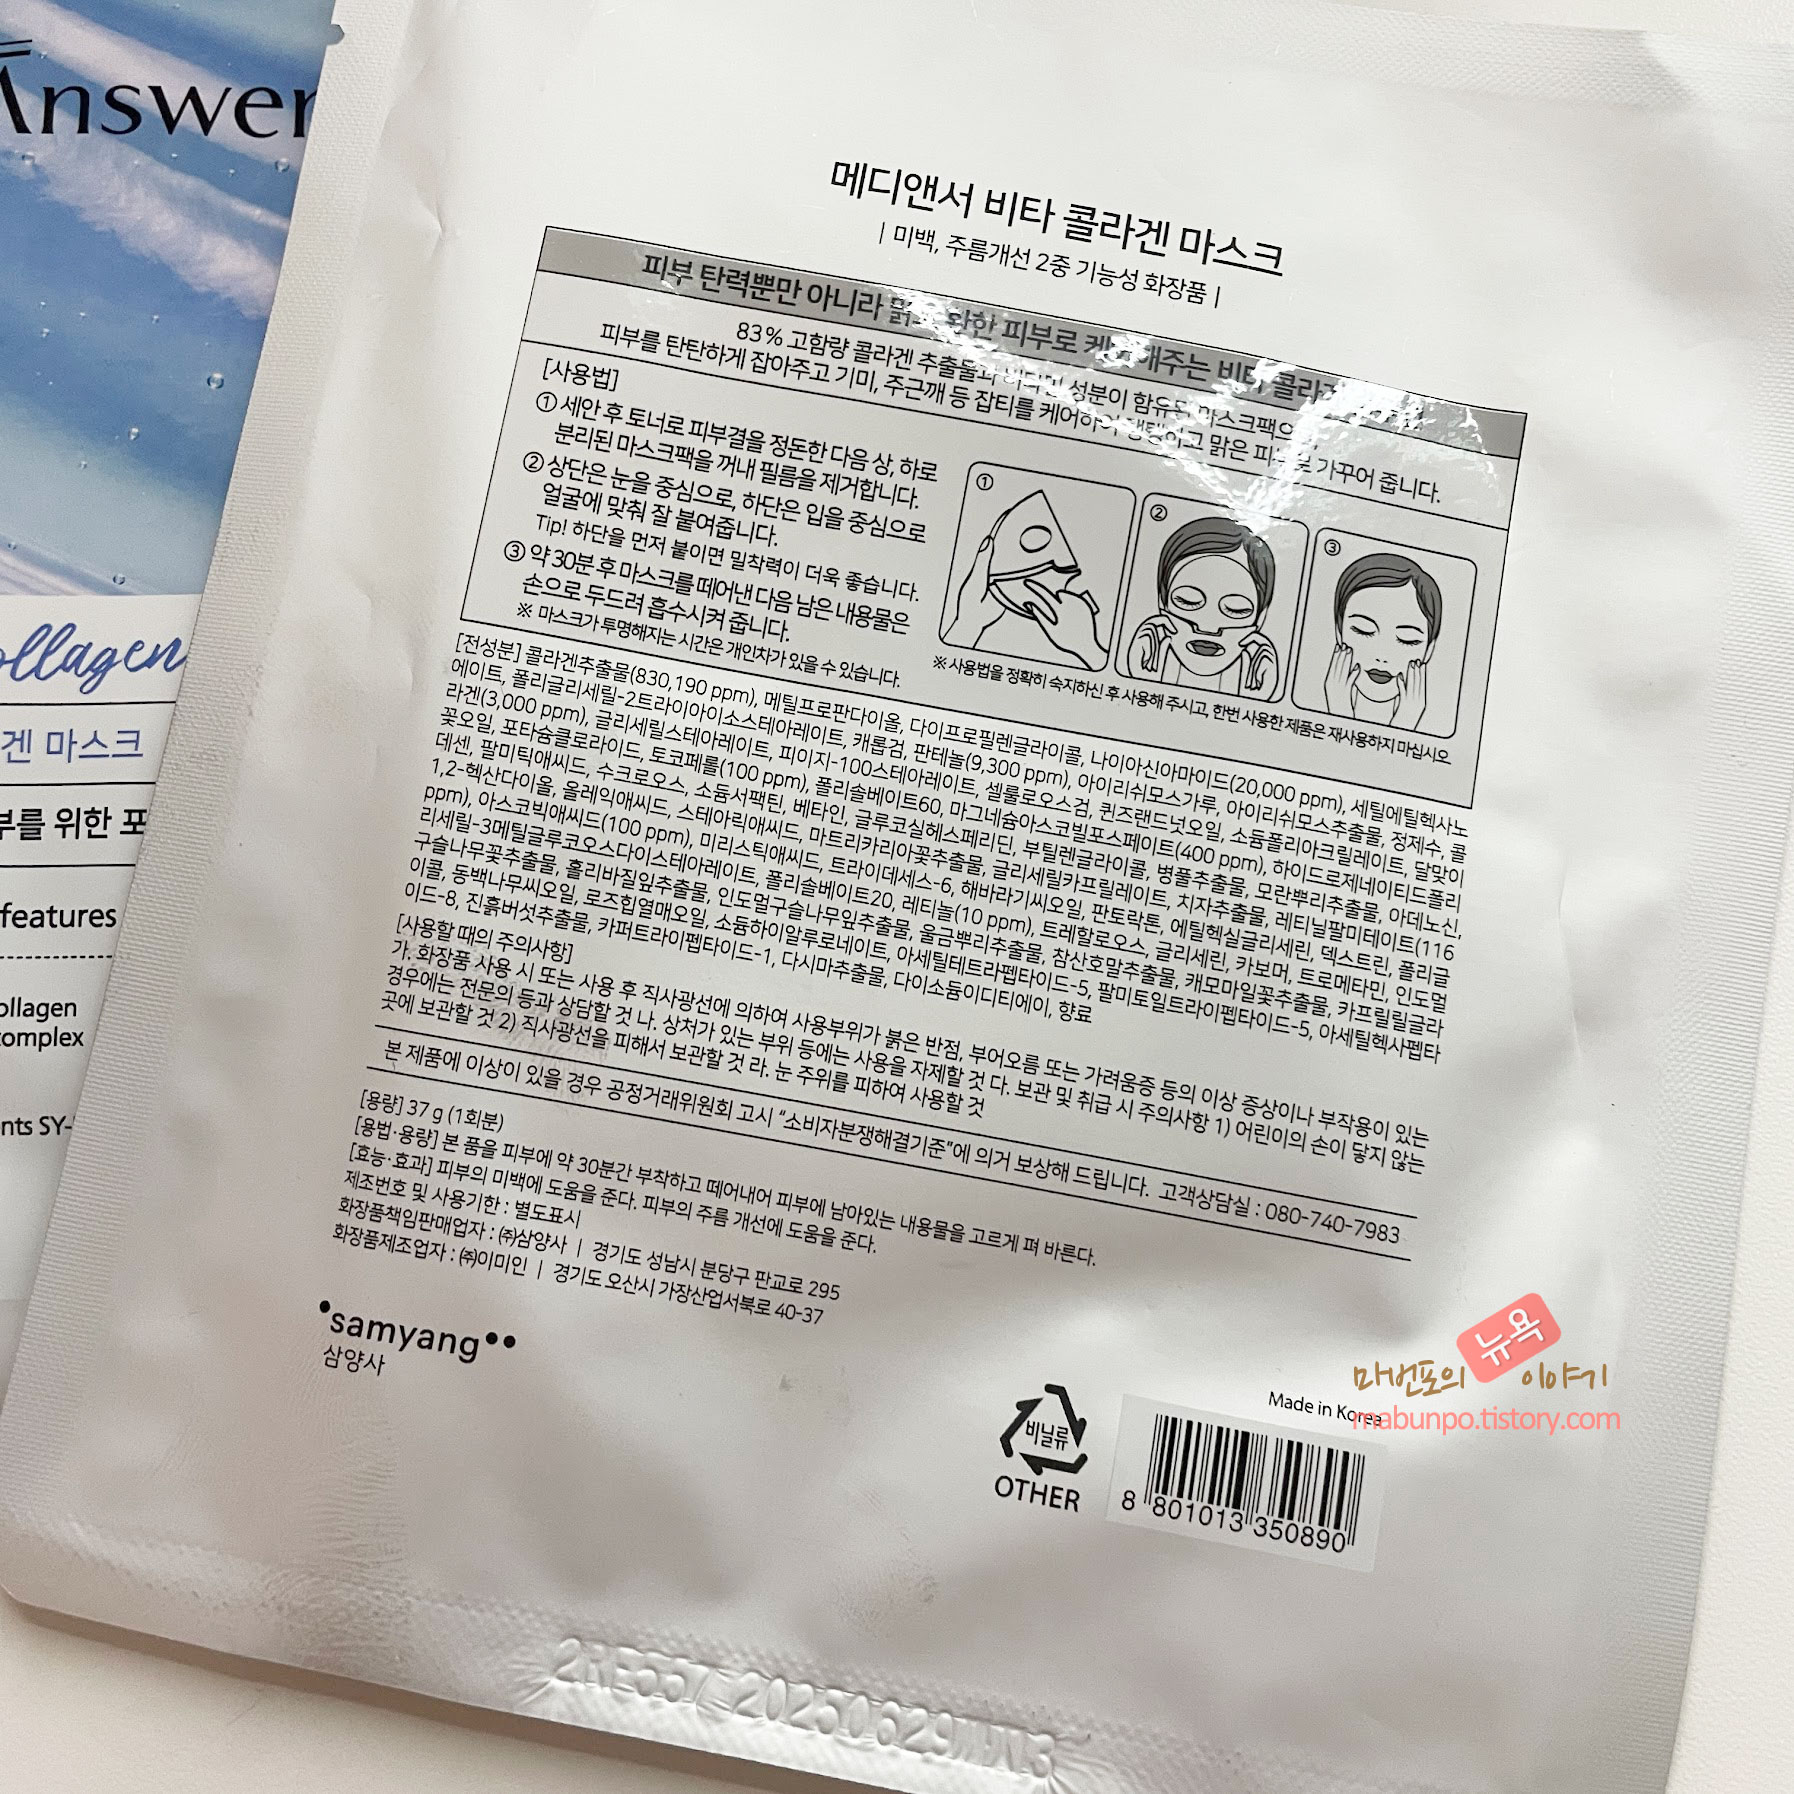 Answer
ollagen
겐 마스크
부를 위한 포
features
ollagen
complex
nts SY-
메디앤서 비타 콜라겐 마스크
| 미백, 주름개선 2중 기능성 화장품 |
피부 탄력뿐만 아니라 맑고 환한 피부로 케어해주는 비타 콜라겐
83% 고함량 콜라겐 추출물과 비타민 성분이 함유된 마스크팩으
피부를 탄탄하게 잡아주고 기미, 주근깨 등 잡티를 케어하여 생기있고 맑은 피부로 가꾸어 줍니다.
[사용법]
① 세안 후 토너로 피부결을 정돈한 다음 상, 하로
분리된 마스크팩을 꺼내 필름을 제거합니다.
② 상단은 눈을 중심으로, 하단은 입을 중심으로
얼굴에 맞춰 잘 붙여줍니다.
Tip! 하단을 먼저 붙이면 밀착력이 더욱 좋습니다.
③ 약 30분 후 마스크를 떼어낸 다음 남은 내용물은
손으로 두드려 흡수시켜 줍니다.
※ 마스크가 투명해지는 시간은 개인차가 있을 수 있습니다.
① ② ③
※ 사용법을 정확히 숙지하신 후 사용해 주시고, 한번 사용한 제품은 재사용하지 마십시오
[전성분] 콜라겐추출물(830,190 ppm), 메틸프로판다이올, 다이프로필렌글라이콜, 나이아신아마이드(20,000 ppm), 세틸에틸헥사노
에이트, 폴리글리세릴-2트라이아이소스테아레이트, 캐롭검, 판테놀(9,300 ppm), 아이리쉬모스가루, 아이리쉬모스추출물, 정제수, 콜
라겐(3,000 ppm), 글리세릴스테아레이트, 피이지-100스테아레이트, 셀룰로오스검, 퀸즈랜드넛오일, 소듐폴리아크릴레이트, 달맞이
꽃오일, 포타슘클로라이드, 토코페롤(100 ppm), 폴리솔베이트60, 마그네슘아스코빌포스페이트(400 ppm), 하이드로제네이티드폴리
데센, 팔미틱애씨드, 수크로오스, 소듐서팩틴, 베타인, 글루코실헤스페리딘, 부틸렌글라이콜, 병풀추출물, 모란뿌리추출물, 아데노신,
1,2-헥산다이올, 올레익애씨드, 스테아릭애씨드, 마트리카리아꽃추출물, 글리세릴카프릴레이트, 치자추출물, 레티닐팔미테이트(116
ppm), 아스코빅애씨드(100 ppm), 미리스틱애씨드, 트라이데세스-6, 해바라기씨오일, 판토락톤, 에틸헥실글리세린, 덱스트린, 폴리글
리세릴-3메틸글루코오스다이스테아레이트, 폴리솔베이트20, 레티놀(10 ppm), 트레할로오스, 글리세린, 카보머, 트로메타민, 인도멀
구슬나무꽃추출물, 홀리바질잎추출물, 인도멀구슬나무잎추출물, 울금뿌리추출물, 참산호말추출물, 캐모마일꽃추출물, 카프릴릴글라
이콜, 동백나무씨오일, 로즈힙열매오일, 소듐하이알루로네이트, 아세틸테트라펩타이드-5, 팔미토일트라이펩타이드-5, 아세틸헥사펩타
이드-8, 진흙버섯추출물, 카퍼트라이펩타이드-1, 다시마추출물, 다이소듐이디티에이, 향료
[사용할 때의 주의사항]
가. 화장품 사용 시 또는 사용 후 직사광선에 의하여 사용부위가 붉은 반점, 부어오름 또는 가려움증 등의 이상 증상이나 부작용이 있는
경우에는 전문의 등과 상담할 것 나. 상처가 있는 부위 등에는 사용을 자제할 것 다. 보관 및 취급 시 주의사항 1) 어린이의 손이 닿지 않는
곳에 보관할 것 2) 직사광선을 피해서 보관할 것 라. 눈 주위를 피하여 사용할 것
본 제품에 이상이 있을 경우 공정거래위원회 고시 “소비자분쟁해결기준”에 의거 보상해 드립니다. 고객상담실 : 080-740-7983
[용량] 37 g (1회분)
[용법·용량] 본 품을 피부에 약 30분간 부착하고 떼어내어 피부에 남아있는 내용물을 고르게 펴 바른다.
[효능·효과] 피부의 미백에 도움을 준다. 피부의 주름 개선에 도움을 준다.
제조번호 및 사용기한 : 별도표시
화장품책임판매업자 : ㈜삼양사 | 경기도 성남시 분당구 판교로 295
화장품제조업자 : ㈜이미인 | 경기도 오산시 가장산업서북로 40-37
samyang
삼양사
비닐류
OTHER
Made in Korea
8 801013 350890
마번포의 뉴욕 이야기
mabunpo.tistory.com
2RE557 20250629